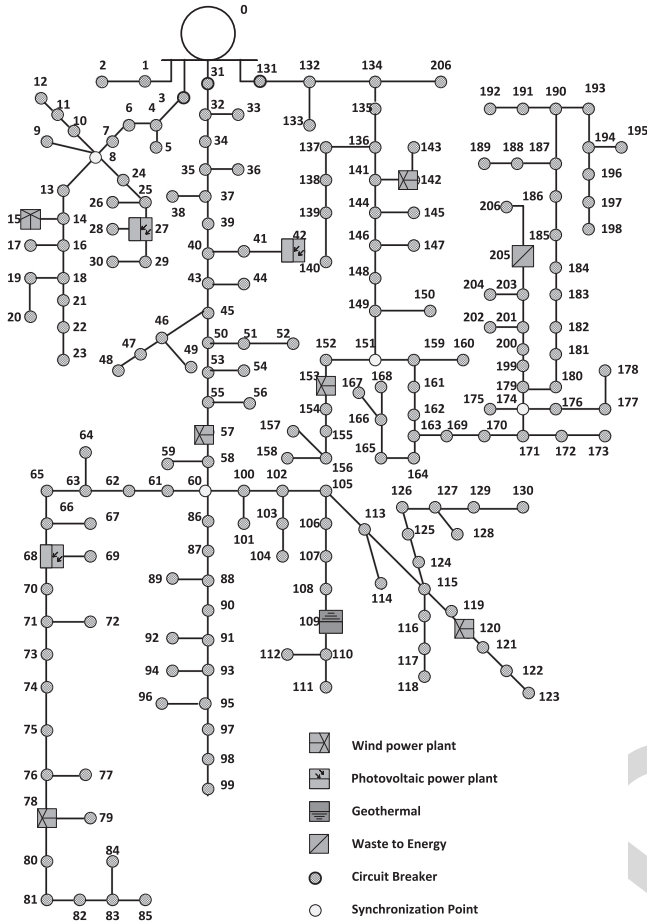 0
2 1 3 31 131 132 134 206
12 11 10 6 4 32 33
9 7 8 5 34 133 135
192 191 190 193
137 136 143 194 195
24 35 36 138 141 142 189 188 187 196
13 26 25 38 37 139 144 145 206 186 197
15 14 28 27 39 42 140 146 147 185 198
17 16 30 29 40 41 205 184
19 18 43 44 148 204 203 183
20 21 45 149 150 202 201 182
22 46 50 51 52 200 181
23 47 49 152 151 159 160 199 178
48 53 54 153 167 168 161 179 180
55 56 154 166 162 175 174 176 177
57 157 155 163 169 170
64 59 58 158 156 165 164 171 172 173
65 63 62 61 60 100 102 105 126 127 129 130
66 67 86 101 103 106 113 125 128
68 69 87 104 107 124
70 89 88 108 114 115
71 72 90 109 116 119 120
73 92 91 112 110 117 121
74 94 93 111 118 122
96 95 123
75 97
Wind power plant
76 77 98
Photovoltaic power plant
78 99
79
Geothermal
80 84
Waste to Energy
81 82 83 85
Circuit Breaker
Synchronization Point